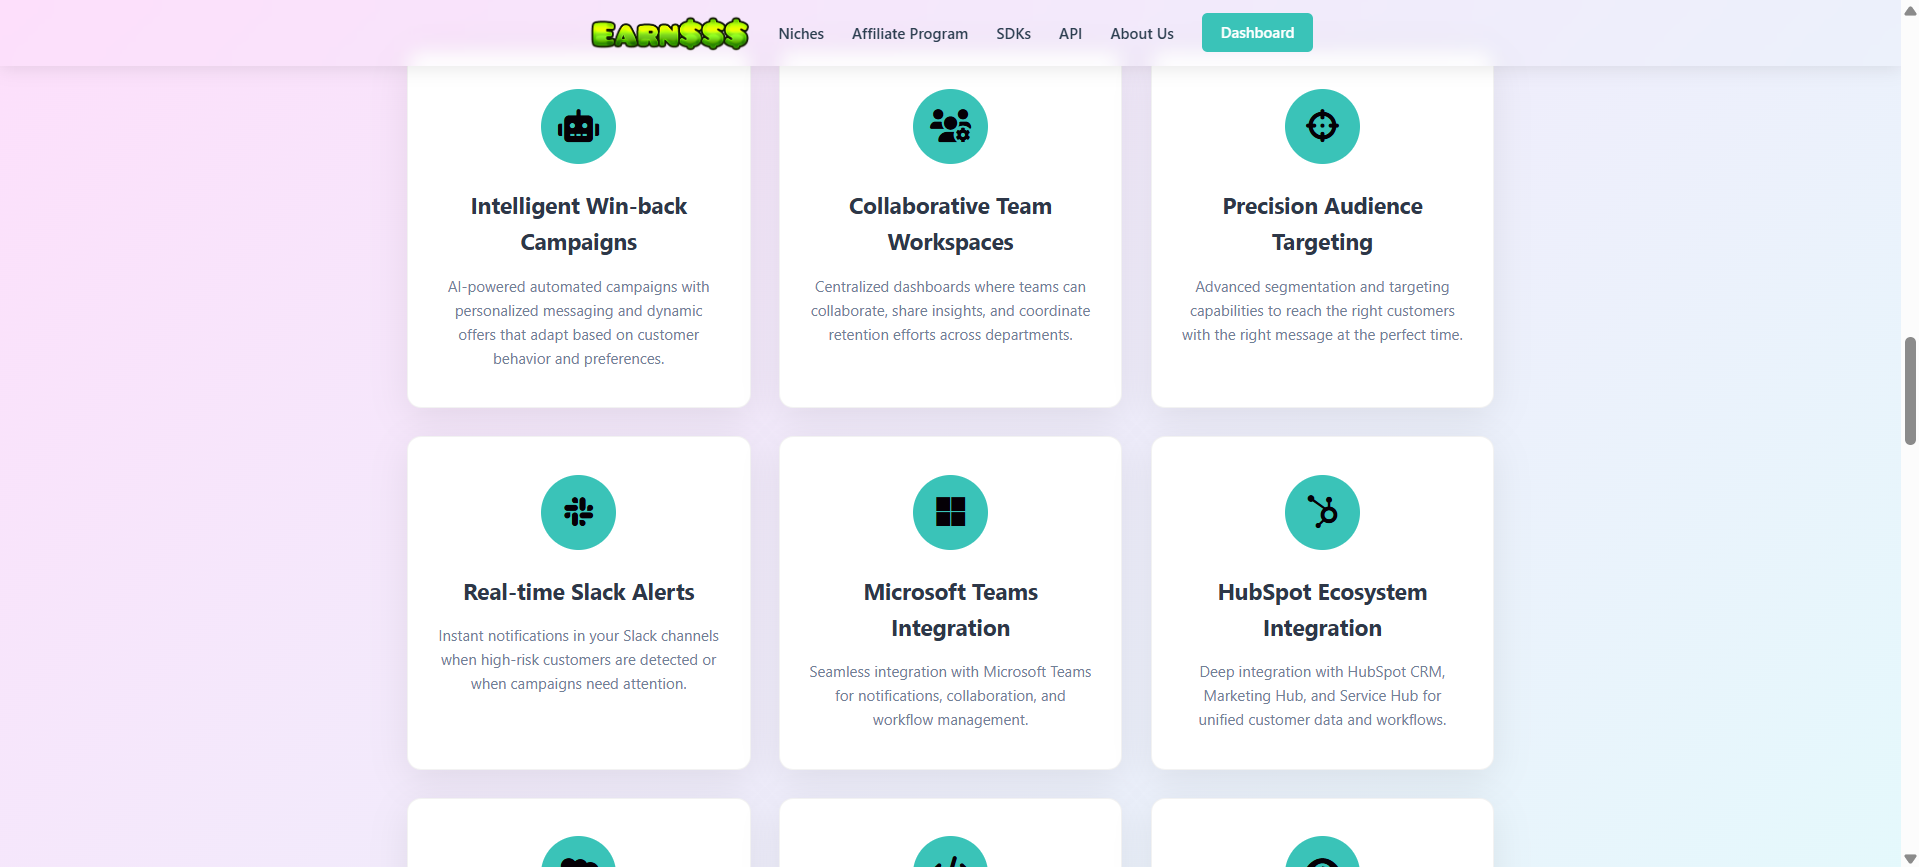 EARN$$$ Niches Affiliate Program SDKs API About Us Dashboard
Intelligent Win-back
Campaigns
AI-powered automated campaigns with
personalized messaging and dynamic
offers that adapt based on customer
behavior and preferences.
Collaborative Team
Workspaces
Centralized dashboards where teams can
collaborate, share insights, and coordinate
retention efforts across departments.
Precision Audience
Targeting
Advanced segmentation and targeting
capabilities to reach the right customers
with the right message at the perfect time.
Real-time Slack Alerts
Instant notifications in your Slack channels
when high-risk customers are detected or
when campaigns need attention.
Microsoft Teams
Integration
Seamless integration with Microsoft Teams
for notifications, collaboration, and
workflow management.
HubSpot Ecosystem
Integration
Deep integration with HubSpot CRM,
Marketing Hub, and Service Hub for
unified customer data and workflows.